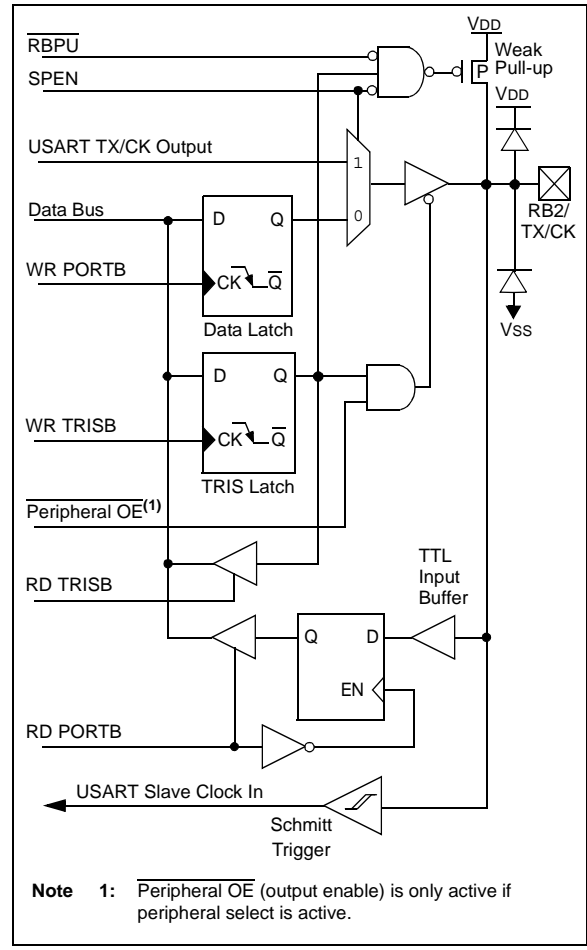 VDD
RBPU
Weak
Pull-up
P
SPEN
VDD
USART TX/CK Output
1
0
RB2/
TX/CK
Data Bus
D Q
WR PORTB
CK Q
Data Latch
VSS
D Q
WR TRISB
CK Q
TRIS Latch
Peripheral OE(1)
RD TRISB
TTL
Input
Buffer
Q D
EN
RD PORTB
USART Slave Clock In
Schmitt
Trigger
Note 1: Peripheral OE (output enable) is only active if
peripheral select is active.